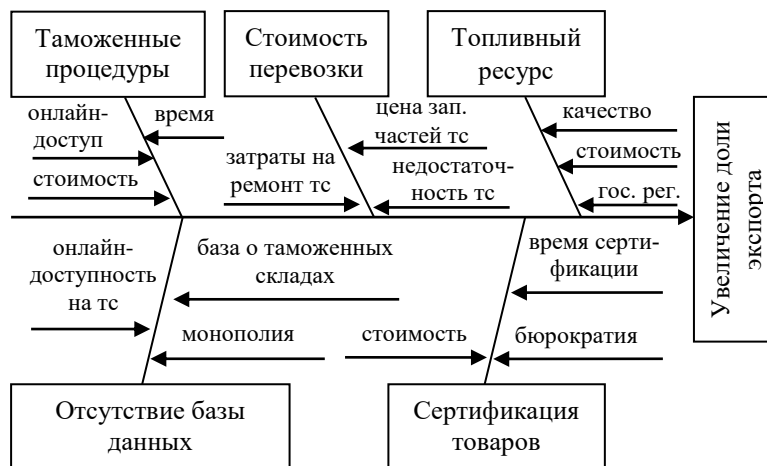 Таможенные
процедуры
Стоимость
перевозки
Топливный
ресурс
онлайн-
доступ
время
стоимость
цена зап.
частей тс
затраты на
ремонт тс
недостаточ-
ность тс
качество
стоимость
гос. рег.
Увеличение доли
экспорта
онлайн-
доступность
на тс
база о таможенных
складах
монополия
время серти-
фикации
стоимость
бюрократия
Отсутствие базы
данных
Сертификация
товаров